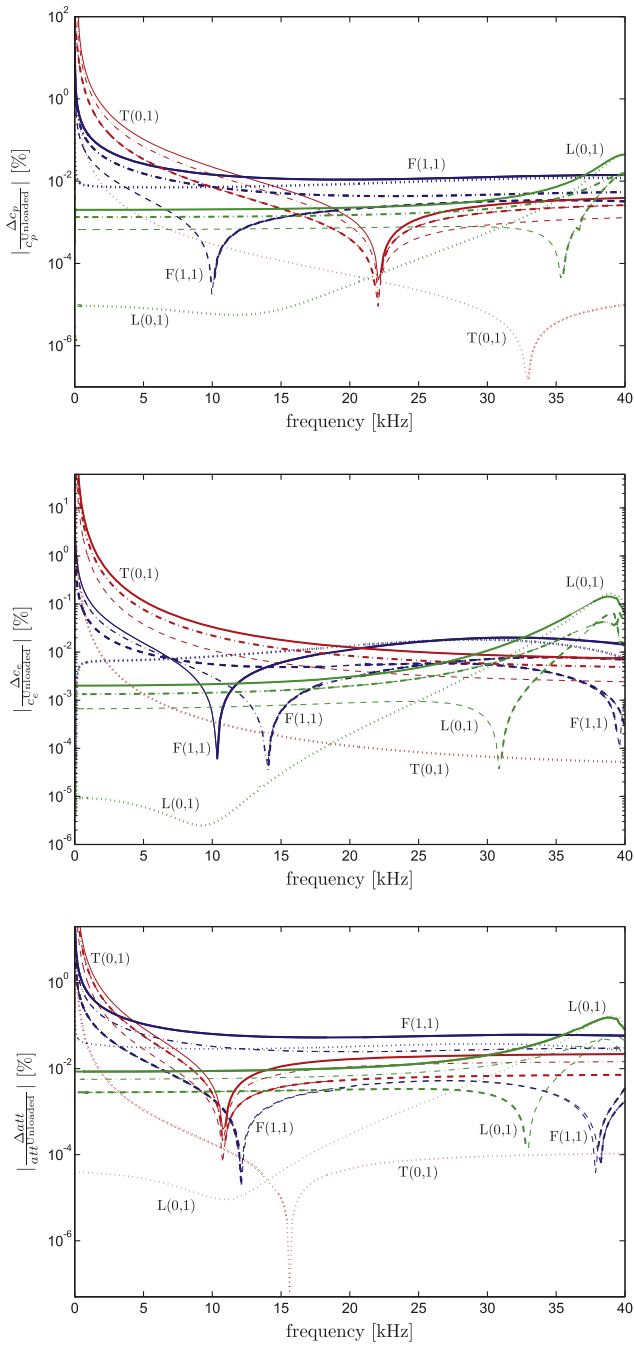 10^2
10^0
10^-2
10^-4
10^-6
|Δc_p / c_p^Unloaded| [%]
T(0,1)
L(0,1)
F(1,1)
F(1,1)
L(0,1)
T(0,1)
0 5 10 15 20 25 30 35 40
frequency [kHz]
10^1
10^0
10^-1
10^-2
10^-3
10^-4
10^-5
10^-6
|Δc_e / c_e^Unloaded| [%]
T(0,1)
L(0,1)
F(1,1)
L(0,1)
F(1,1)
F(1,1)
T(0,1)
L(0,1)
0 5 10 15 20 25 30 35 40
frequency [kHz]
10^0
10^-2
10^-4
10^-6
|Δatt / att^Unloaded| [%]
T(0,1)
L(0,1)
F(1,1)
F(1,1)
L(0,1)
F(1,1)
T(0,1)
L(0,1)
0 5 10 15 20 25 30 35 40
frequency [kHz]